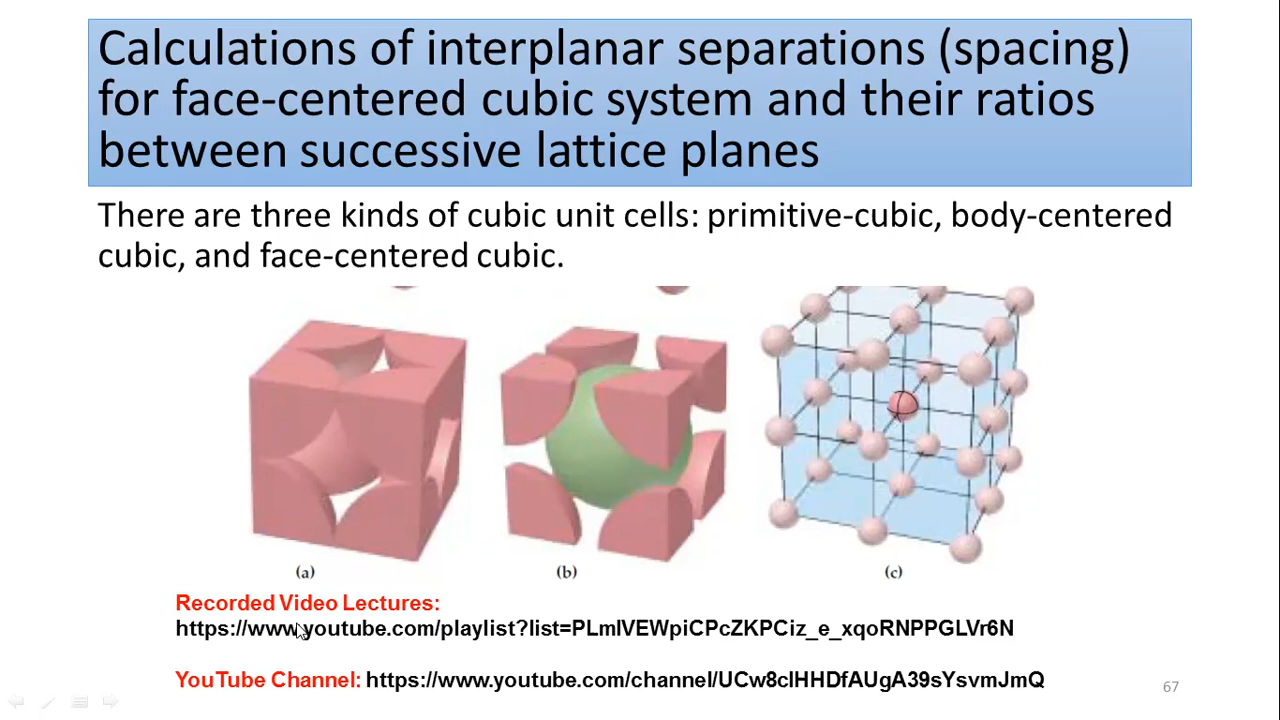 Calculations of interplanar separations (spacing)
for face-centered cubic system and their ratios
between successive lattice planes
There are three kinds of cubic unit cells: primitive-cubic, body-centered
cubic, and face-centered cubic.
(a)
(b)
(c)
Recorded Video Lectures:
https://www.youtube.com/playlist?list=PLmlVEWpiCPcZKPCiz_e_xqoRNPPGLVr6N
YouTube Channel: https://www.youtube.com/channel/UCw8clHHDfAUgA39sYsvmJmQ
67